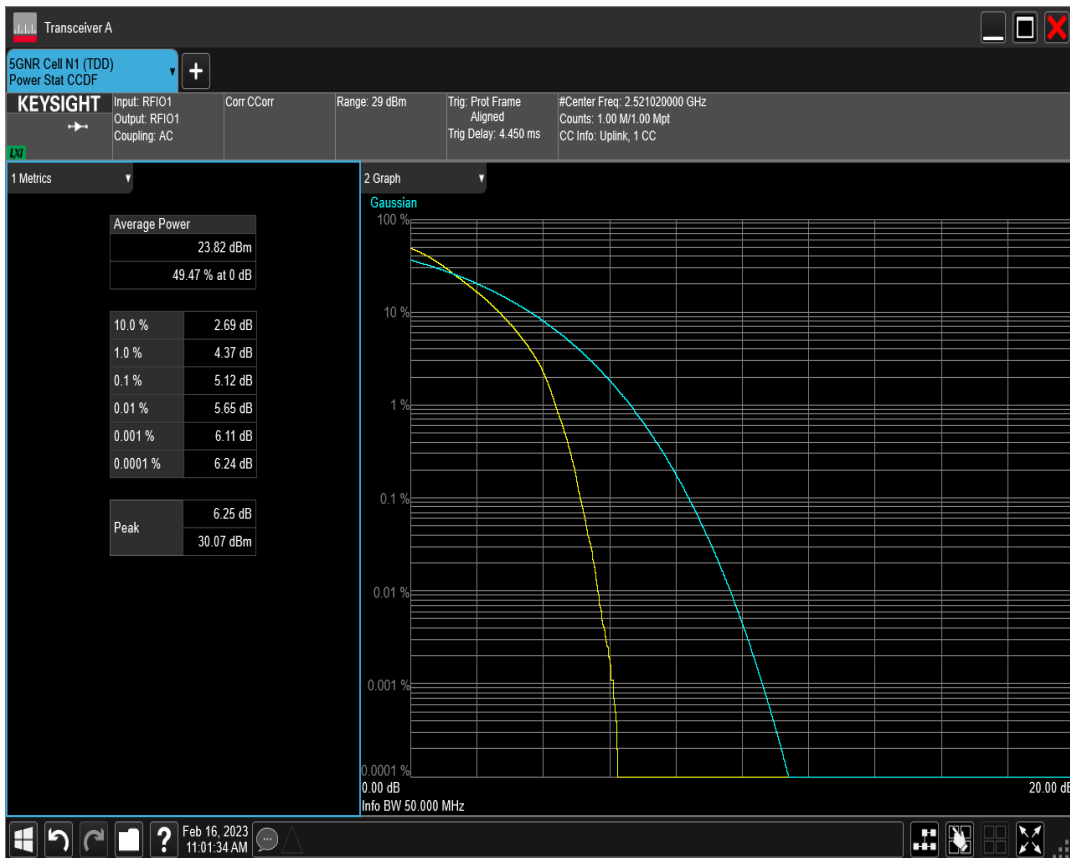 Transceiver A
5GNR Cell N1 (TDD)
Power Stat CCDF
KEYSIGHT
LXI
Input: RFIO1
Output: RFIO1
Coupling: AC
Corr CCorr
Range: 29 dBm
Trig: Prot Frame
Aligned
Trig Delay: 4.450 ms
#Center Freq: 2.521020000 GHz
Counts: 1.00 M/1.00 Mpt
CC Info: Uplink, 1 CC
1 Metrics
Average Power
23.82 dBm
49.47 % at 0 dB
10.0 % 2.69 dB
1.0 % 4.37 dB
0.1 % 5.12 dB
0.01 % 5.65 dB
0.001 % 6.11 dB
0.0001 % 6.24 dB
Peak 6.25 dB
30.07 dBm
2 Graph
Gaussian
100 %
10 %
1 %
0.1 %
0.01 %
0.001 %
0.0001 %
0.00 dB 20.00 dB
Info BW 50.000 MHz
Feb 16, 2023
11:01:34 AM